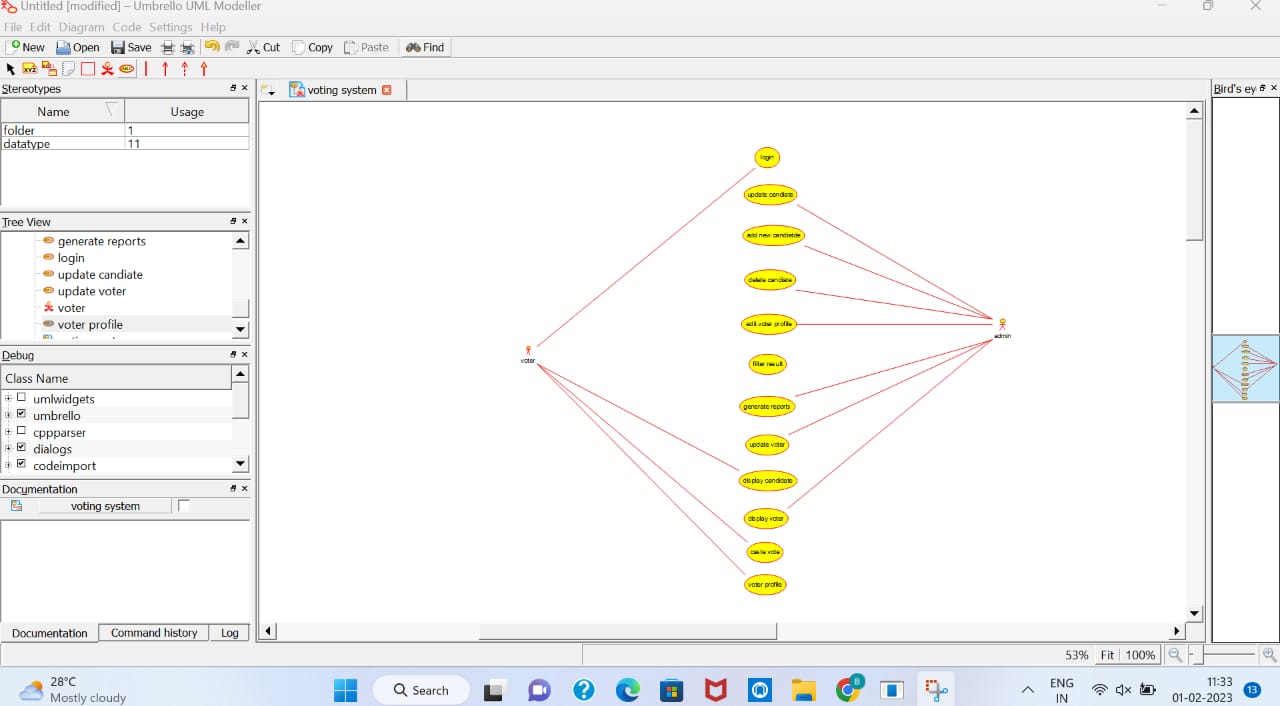 Untitled [modified] – Umbrello UML Modeller
File Edit Diagram Code Settings Help
New Open Save Cut Copy Paste Find
XYZ
Stereotypes
voting system
Bird's ey
Name Usage
folder 1
datatype 11
Tree View
generate reports
login
update candiate
update voter
voter
voter profile
Debug
Class Name
umlwidgets
umbrello
cppparser
dialogs
codeimport
Documentation
voting system
Documentation Command history Log
login
update candiate
add new candieide
delete candiate
edit voter profile
admin
voter
filter result
generate reports
update voter
display candidate
display voter
caste vote
voter profile
53% Fit 100%
28°C
Mostly cloudy
Search
B
ENG
IN
11:33
01-02-2023
13